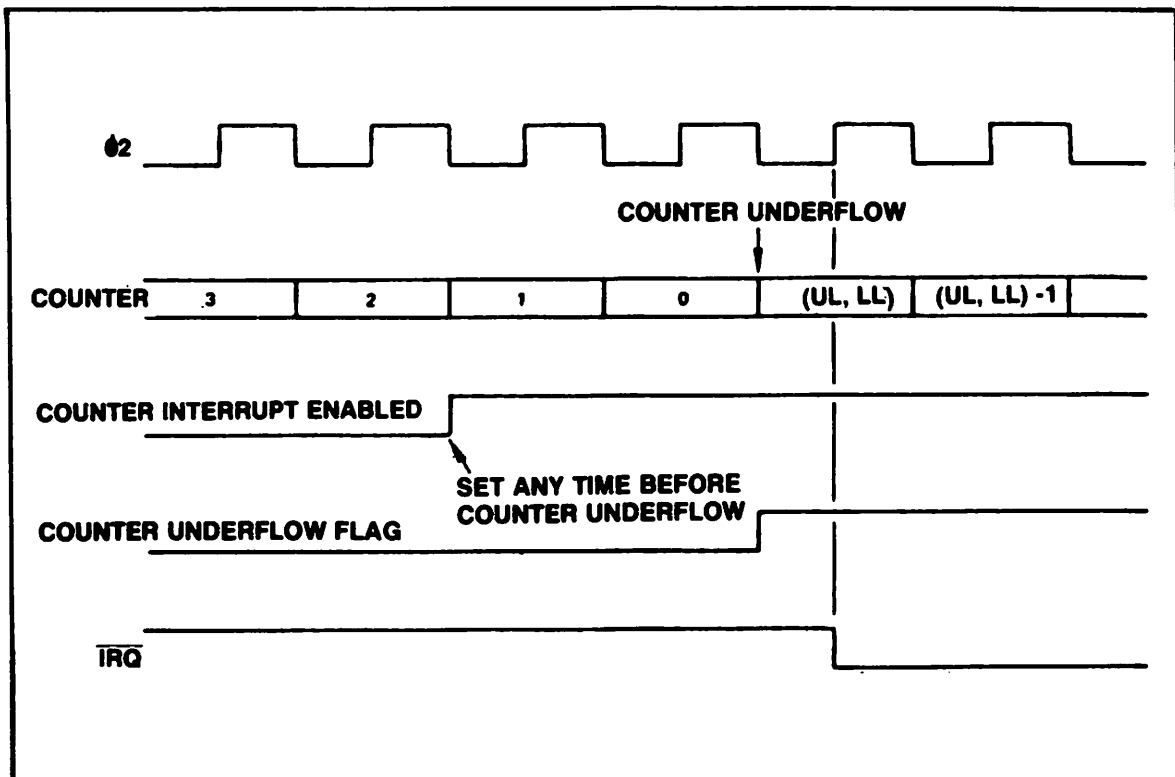 ϕ2
COUNTER UNDERFLOW
COUNTER 3 2 1 0 (UL, LL) (UL, LL) -1
COUNTER INTERRUPT ENABLED
SET ANY TIME BEFORE
COUNTER UNDERFLOW
COUNTER UNDERFLOW FLAG
IRQ